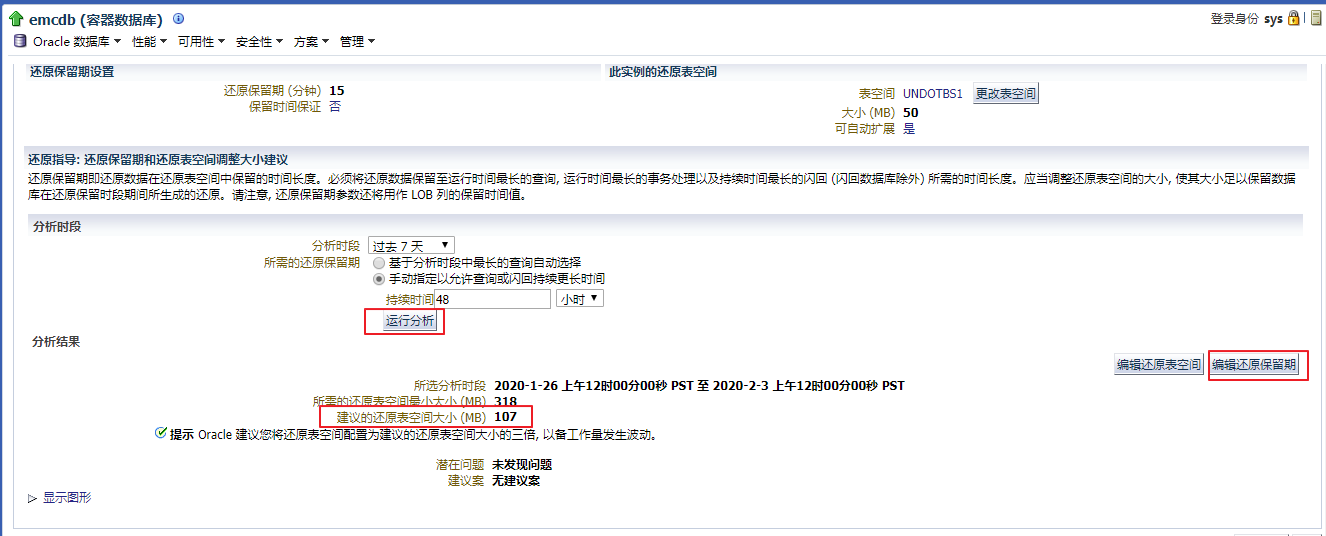 emcdb (容器数据库)
登录身份 sys
Oracle 数据库 性能 可用性 安全性 方案 管理
还原保留期设置
还原保留期 (分钟) 15
保留时间保证 否
此实例的还原表空间
表空间 UNDOTBS1 更改表空间
大小 (MB) 50
可自动扩展 是
还原指导: 还原保留期和还原表空间调整大小建议
还原保留期即还原数据在还原表空间中保留的时间长度。必须将还原数据保留至运行时间最长的查询, 运行时间最长的事务处理以及持续时间最长的闪回 (闪回数据库除外) 所需的时间长度。应当调整还原表空间的大小, 使其大小足以保留数据
库在还原保留时段期间所生成的还原。请注意, 还原保留期参数还将用作 LOB 列的保留时间值。
分析时段
分析时段 过去 7 天
所需的还原保留期 基于分析时段中最长的查询自动选择
手动指定以允许查询或闪回持续更长时间
持续时间 48 小时
运行分析
分析结果
编辑还原表空间 编辑还原保留期
所选分析时段 2020-1-26 上午12时00分00秒 PST 至 2020-2-3 上午12时00分00秒 PST
所需的还原表空间最小大小 (MB) 318
建议的还原表空间大小 (MB) 107
提示 Oracle 建议您将还原表空间配置为建议的还原表空间大小的三倍, 以备工作量发生波动。
潜在问题 未发现问题
建议案 无建议案
显示图形